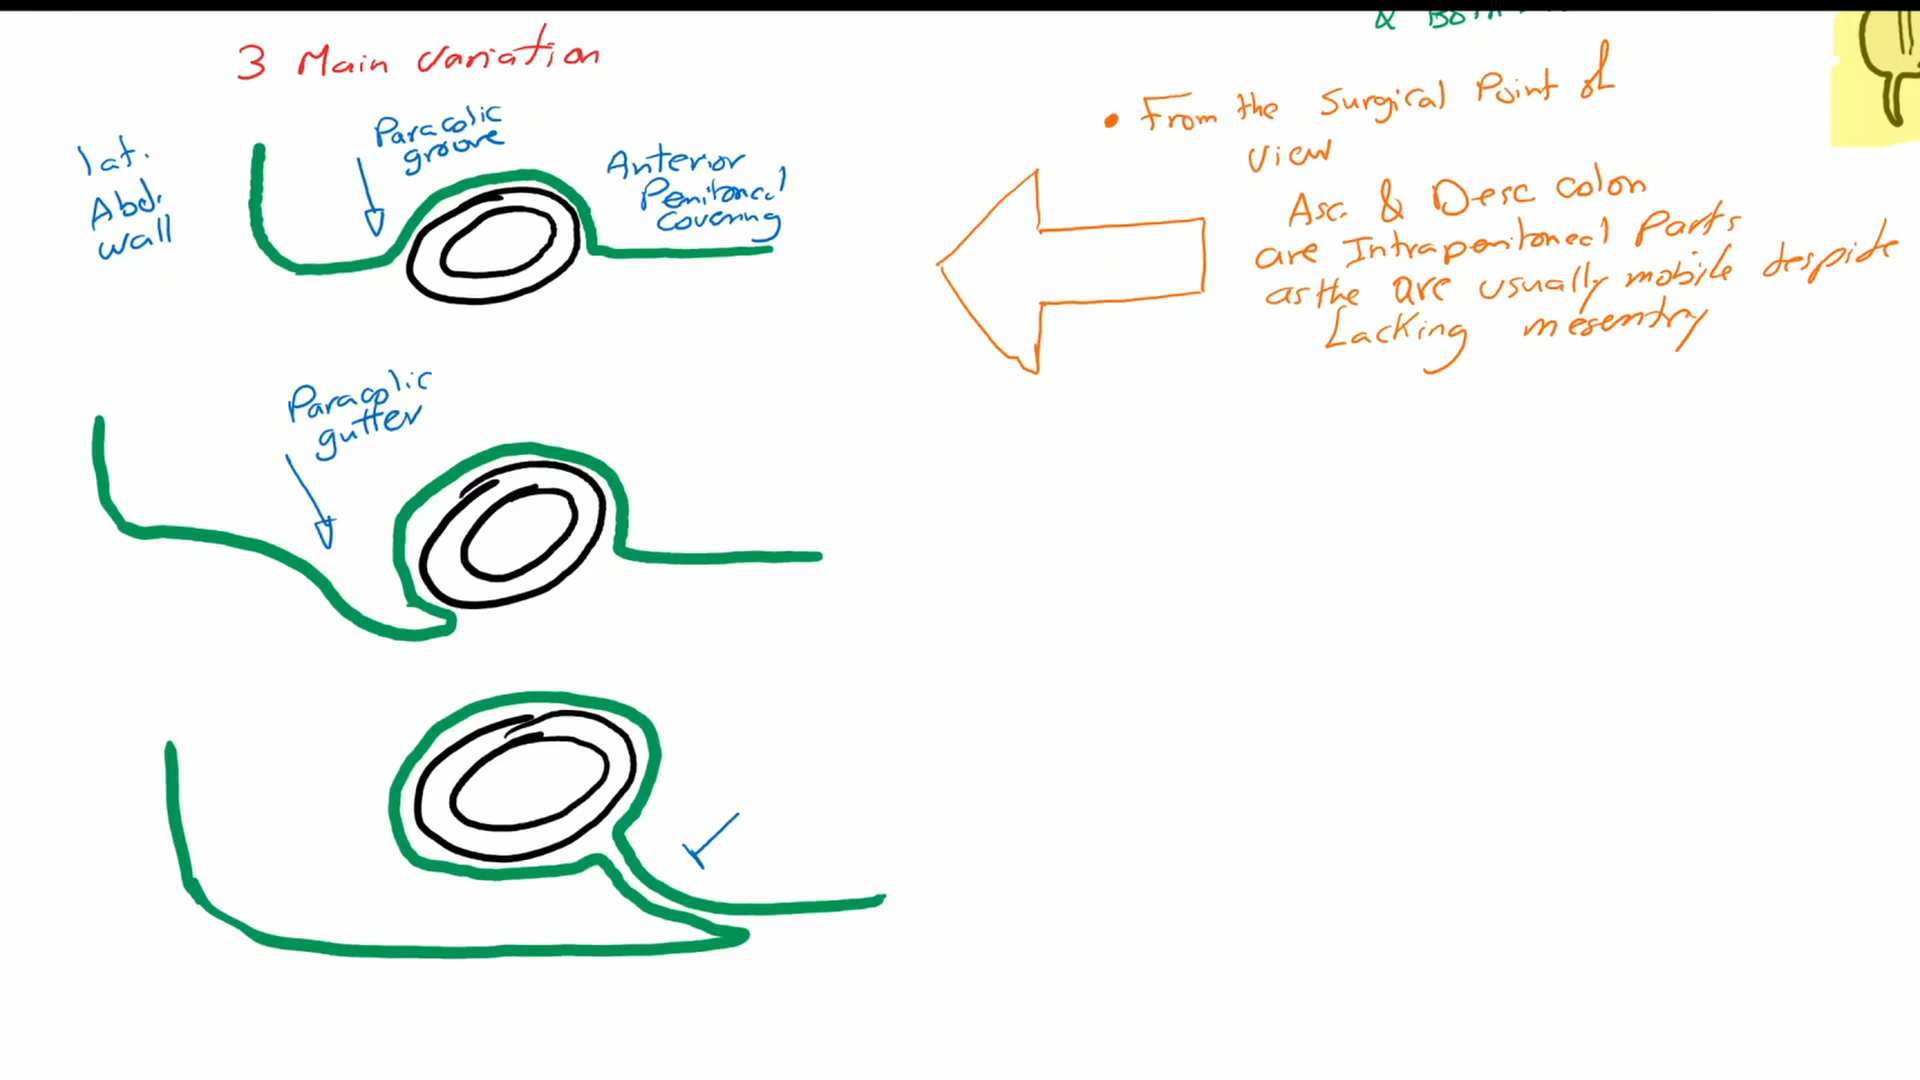 3 Main variation
lat.
Abd.
wall
Paracolic
groove
Anterior
Peritoneal
Covering
Paracolic
gutter
&
• From the Surgical Point of
view
Asc. & Desc colon
are Intraperitoneal Parts
as the are usually mobile despide
Lacking mesentry